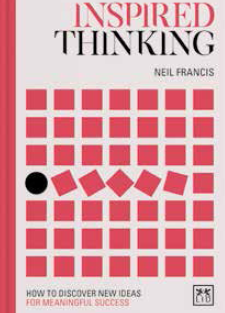 INSPIRED
THINKING
NEIL FRANCIS
HOW TO DISCOVER NEW IDEAS
FOR MEANINGFUL SUCCESS
LID